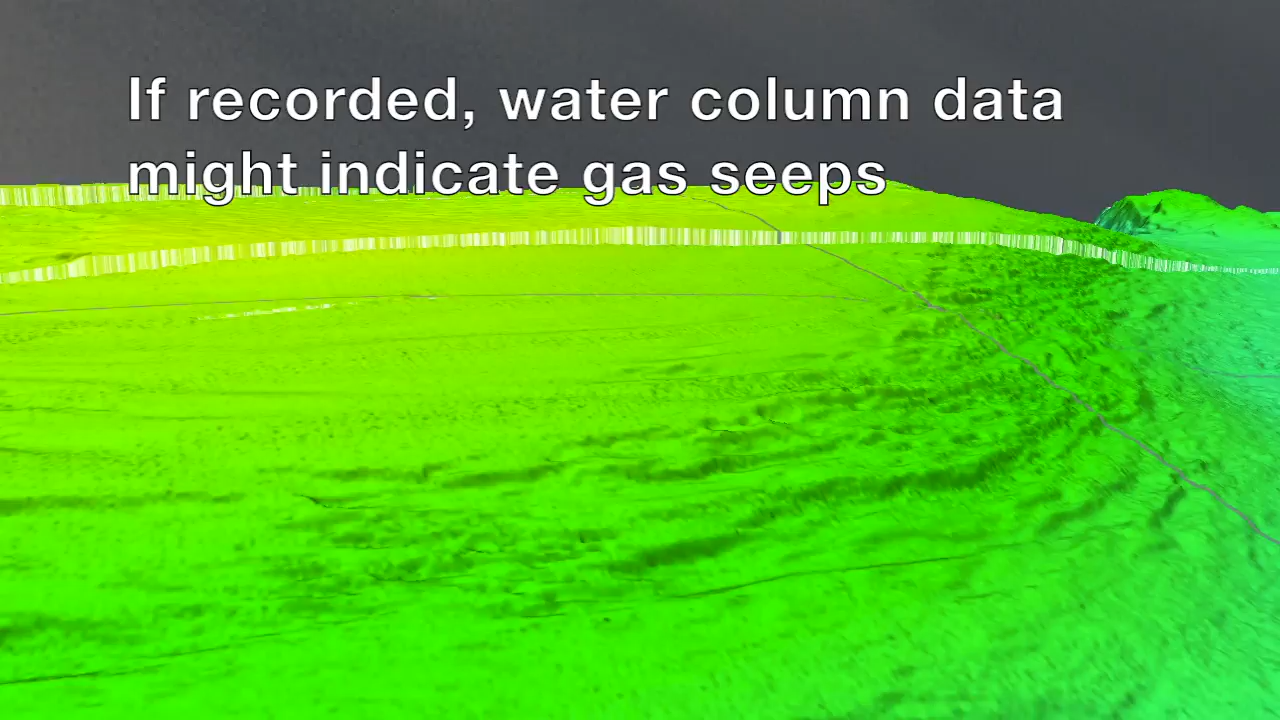 If recorded, water column data
might indicate gas seeps